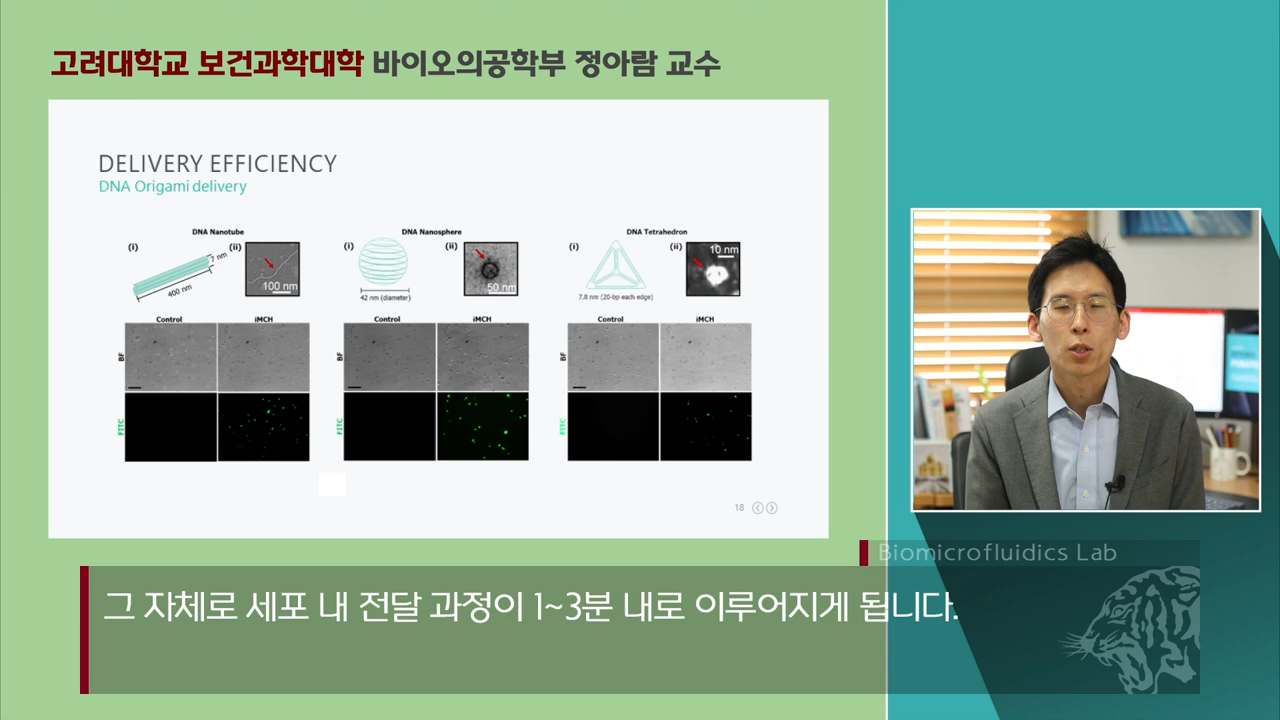 고려대학교 보건과학대학 바이오의공학부 정아람 교수
DELIVERY EFFICIENCY
DNA Origami delivery
DNA Nanotube
(i)
(ii)
7 nm
400 nm
100 nm
Control
iMCH
BF
FITC
DNA Nanosphere
(i)
(ii)
42 nm (diameter)
50 nm
Control
iMCH
BF
FITC
DNA Tetrahedron
(i)
(ii)
7.8 nm (20-bp each edge)
10 nm
Control
iMCH
BF
FITC
18
Biomicrofluidics Lab
그 자체로 세포 내 전달 과정이 1~3분 내로 이루어지게 됩니다.